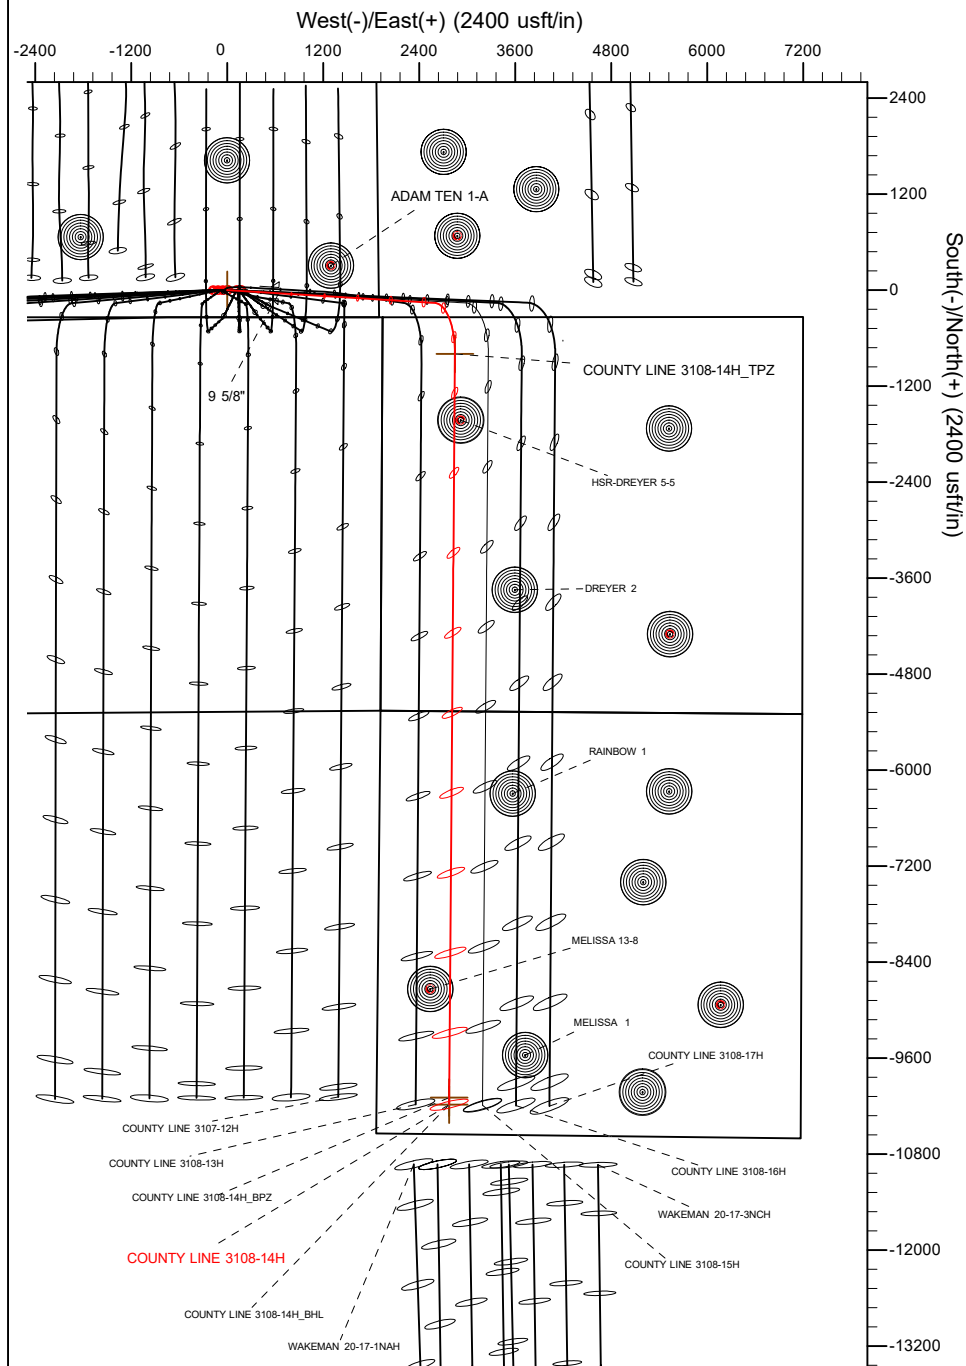 West(-)/East(+) (2400 usft/in)
-2400 -1200 0 1200 2400 3600 4800 6000 7200
2400
1200
0
-1200
-2400
-3600
-4800
-6000
-7200
-8400
-9600
-10800
-12000
-13200
South(-)/North(+) (2400 usft/in)
ADAM TEN 1-A
9 5/8"
COUNTY LINE 3108-14H_TPZ
HSR-DREYER 5-5
DREYER 2
RAINBOW 1
MELISSA 13-8
MELISSA 1
COUNTY LINE 3108-17H
COUNTY LINE 3107-12H
COUNTY LINE 3108-13H
COUNTY LINE 3108-16H
COUNTY LINE 3108-14H_BPZ
WAKEMAN 20-17-3NCH
COUNTY LINE 3108-14H
COUNTY LINE 3108-15H
COUNTY LINE 3108-14H_BHL
WAKEMAN 20-17-1NAH